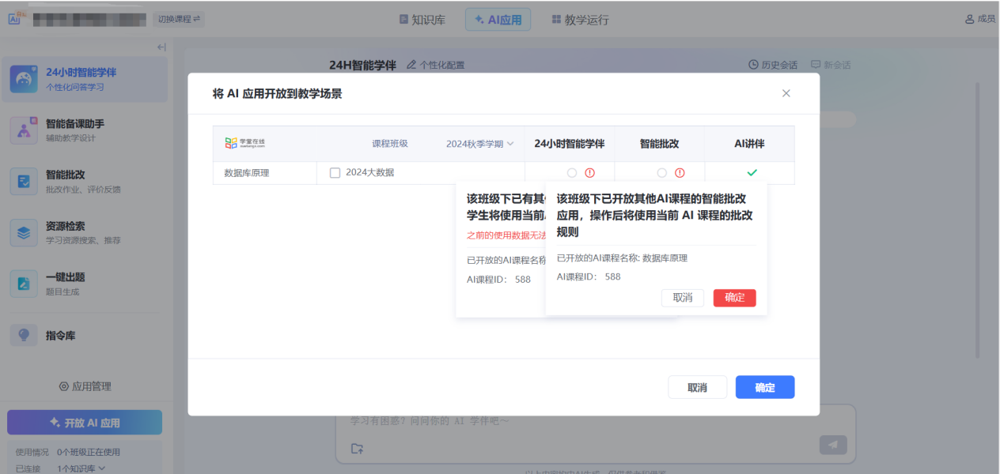 切换课程
知识库
AI应用
教学运行
成员
24小时智能学伴
个性化问答学习
智能备课助手
辅助教学设计
智能批改
批改作业、评价反馈
资源检索
学习资源搜索、推荐
一键出题
题目生成
指令库
应用管理
开放 AI 应用
使用情况 0个班级正在使用
已连接 1个知识库
24H智能学伴 个性化配置
历史会话 新会话
将 AI 应用开放到教学场景
学堂在线
xuetangx.com
课程班级 2024秋季学期 24小时智能学伴 智能批改 AI讲伴
数据库原理 2024大数据
该班级下已有其
学生将使用当前
之前的使用数据无法
已开放的AI课程名称
AI课程ID： 588
该班级下已开放其他AI课程的智能批改
应用，操作后将使用当前 AI 课程的批改
规则
已开放的AI课程名称: 数据库原理
AI课程ID： 588
取消 确定
取消 确定
学习有困惑？问问你的 AI 学伴吧～